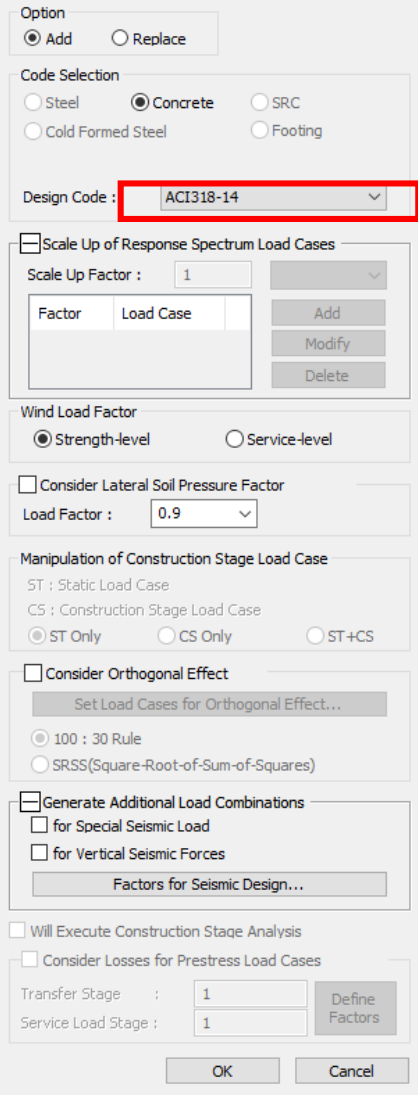 Option
Add Replace
Code Selection
Steel Concrete SRC
Cold Formed Steel Footing
Design Code : ACI318-14
Scale Up of Response Spectrum Load Cases
Scale Up Factor : 1
Factor Load Case Add
Modify
Delete
Wind Load Factor
Strength-level Service-level
Consider Lateral Soil Pressure Factor
Load Factor : 0.9
Manipulation of Construction Stage Load Case
ST : Static Load Case
CS : Construction Stage Load Case
ST Only CS Only ST+CS
Consider Orthogonal Effect
Set Load Cases for Orthogonal Effect...
100 : 30 Rule
SRSS(Square-Root-of-Sum-of-Squares)
Generate Additional Load Combinations
for Special Seismic Load
for Vertical Seismic Forces
Factors for Seismic Design...
Will Execute Construction Stage Analysis
Consider Losses for Prestress Load Cases
Transfer Stage : 1
Service Load Stage : 1
Define
Factors
OK Cancel